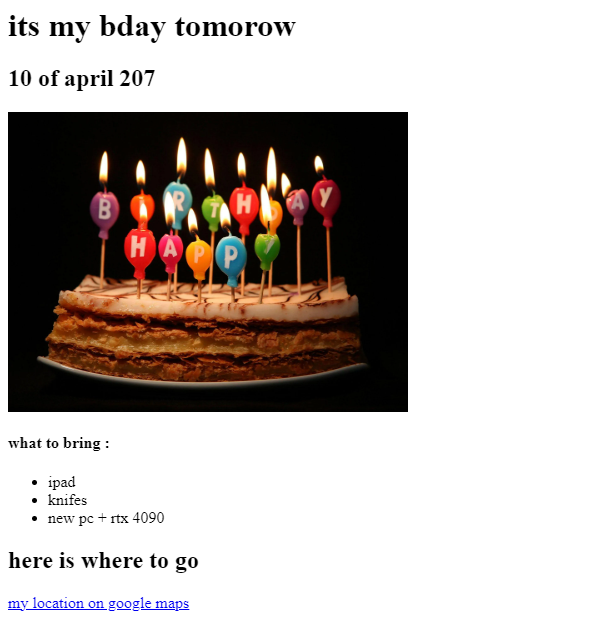 its my bday tomorow
10 of april 207
BIRTHDAY
HAPPY
what to bring :
ipad
knifes
new pc + rtx 4090
here is where to go
my location on google maps